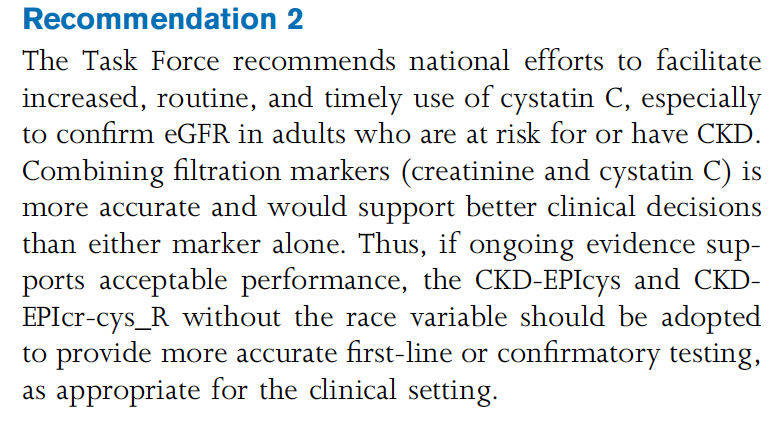 Recommendation 2
The Task Force recommends national efforts to facilitate
increased, routine, and timely use of cystatin C, especially
to confirm eGFR in adults who are at risk for or have CKD.
Combining filtration markers (creatinine and cystatin C) is
more accurate and would support better clinical decisions
than either marker alone. Thus, if ongoing evidence sup-
ports acceptable performance, the CKD-EPIcys and CKD-
EPIcr-cys_R without the race variable should be adopted
to provide more accurate first-line or confirmatory testing,
as appropriate for the clinical setting.